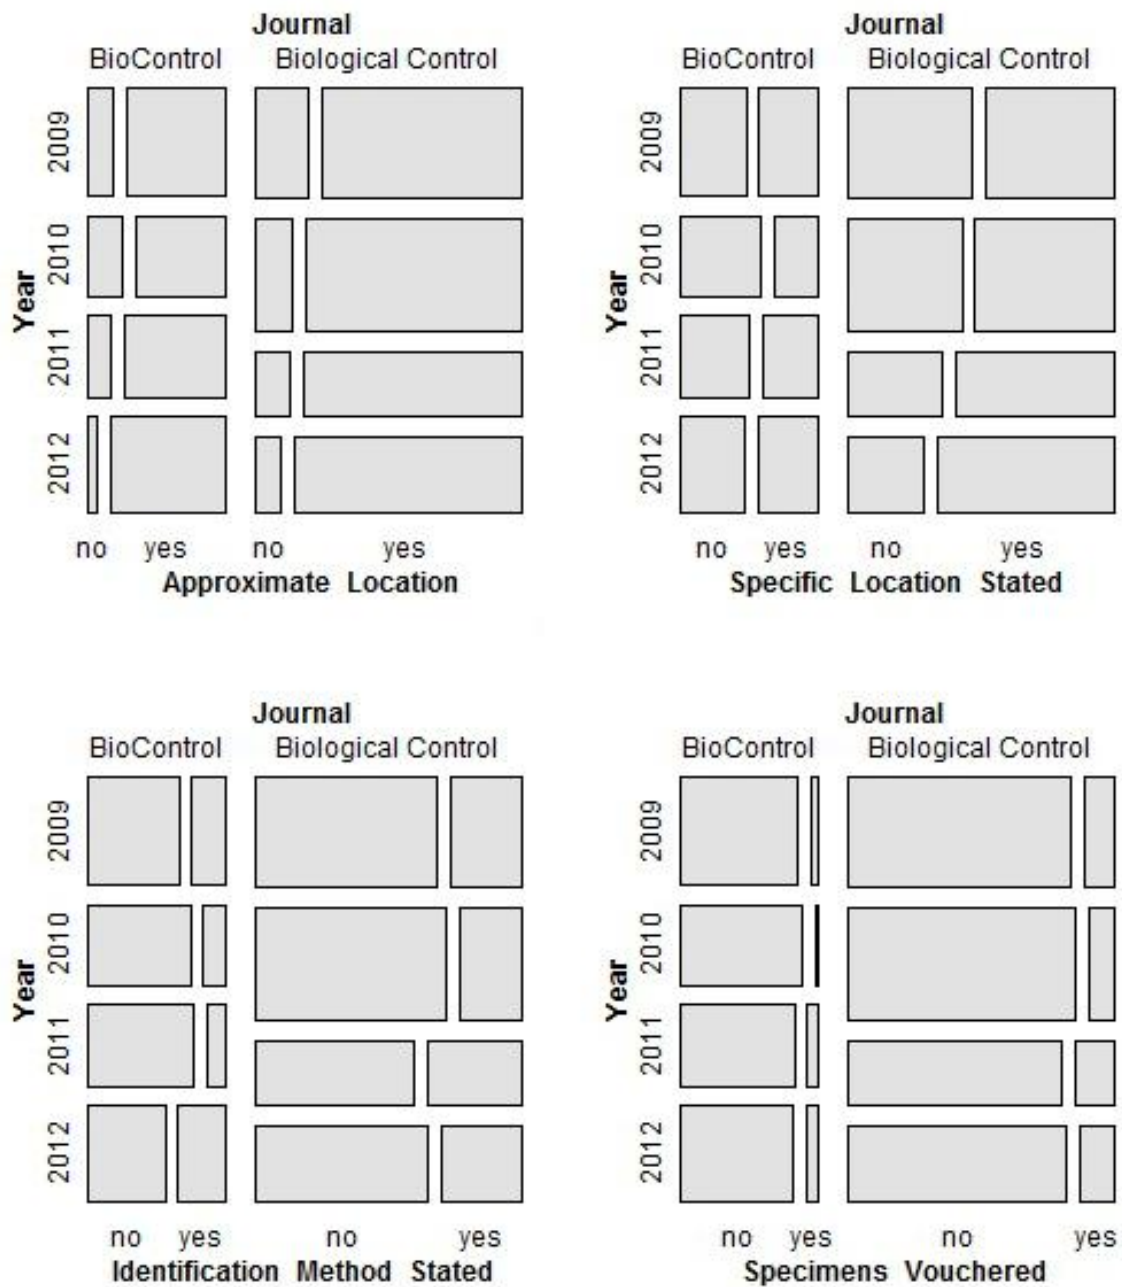 Journal
BioControl Biological Control
Year
2009
2010
2011
2012
no yes no yes
Approximate Location
Journal
BioControl Biological Control
Year
2009
2010
2011
2012
no yes no yes
Specific Location Stated
Journal
BioControl Biological Control
Year
2009
2010
2011
2012
no yes no yes
Identification Method Stated
Journal
BioControl Biological Control
Year
2009
2010
2011
2012
no yes no yes
Specimens Vouchered